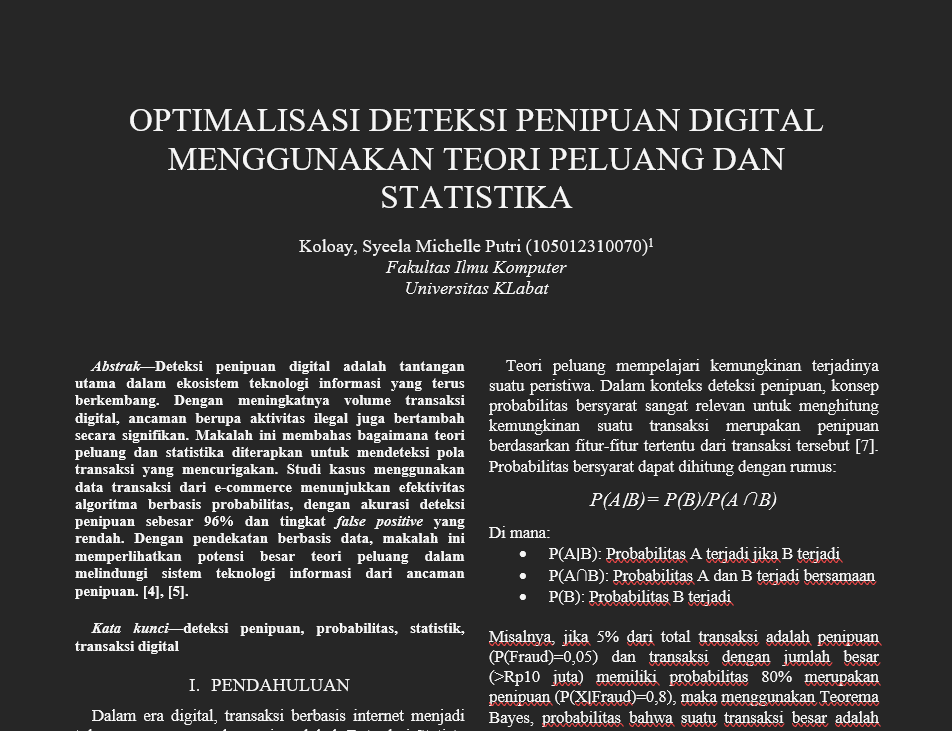 OPTIMALISASI DETEKSI PENIPUAN DIGITAL
MENGGUNAKAN TEORI PELUANG DAN
STATISTIKA
Koloay, Syeela Michelle Putri (105012310070)¹
Fakultas Ilmu Komputer
Universitas KLabat
Abstrak—Deteksi penipuan digital adalah tantangan
utama dalam ekosistem teknologi informasi yang terus
berkembang. Dengan meningkatnya volume transaksi
digital, ancaman berupa aktivitas ilegal juga bertambah
secara signifikan. Makalah ini membahas bagaimana teori
peluang dan statistika diterapkan untuk mendeteksi pola
transaksi yang mencurigakan. Studi kasus menggunakan
data transaksi dari e-commerce menunjukkan efektivitas
algoritma berbasis probabilitas, dengan akurasi deteksi
penipuan sebesar 96% dan tingkat false positive yang
rendah. Dengan pendekatan berbasis data, makalah ini
memperlihatkan potensi besar teori peluang dalam
melindungi sistem teknologi informasi dari ancaman
penipuan. [4], [5].
Kata kunci—deteksi penipuan, probabilitas, statistik,
transaksi digital
I. PENDAHULUAN
Dalam era digital, transaksi berbasis internet menjadi
Teori peluang mempelajari kemungkinan terjadinya
suatu peristiwa. Dalam konteks deteksi penipuan, konsep
probabilitas bersyarat sangat relevan untuk menghitung
kemungkinan suatu transaksi merupakan penipuan
berdasarkan fitur-fitur tertentu dari transaksi tersebut [7].
Probabilitas bersyarat dapat dihitung dengan rumus:
P(A∣B)= P(B)/P(A∩B)
Di mana:
• P(A∣B): Probabilitas A terjadi jika B terjadi
• P(A∩B): Probabilitas A dan B terjadi bersamaan
• P(B): Probabilitas B terjadi
Misalnya, jika 5% dari total transaksi adalah penipuan
(P(Fraud)=0,05) dan transaksi dengan jumlah besar
(>Rp10 juta) memiliki probabilitas 80% merupakan
penipuan (P(X∣Fraud)=0,8), maka menggunakan Teorema
Bayes, probabilitas bahwa suatu transaksi besar adalah